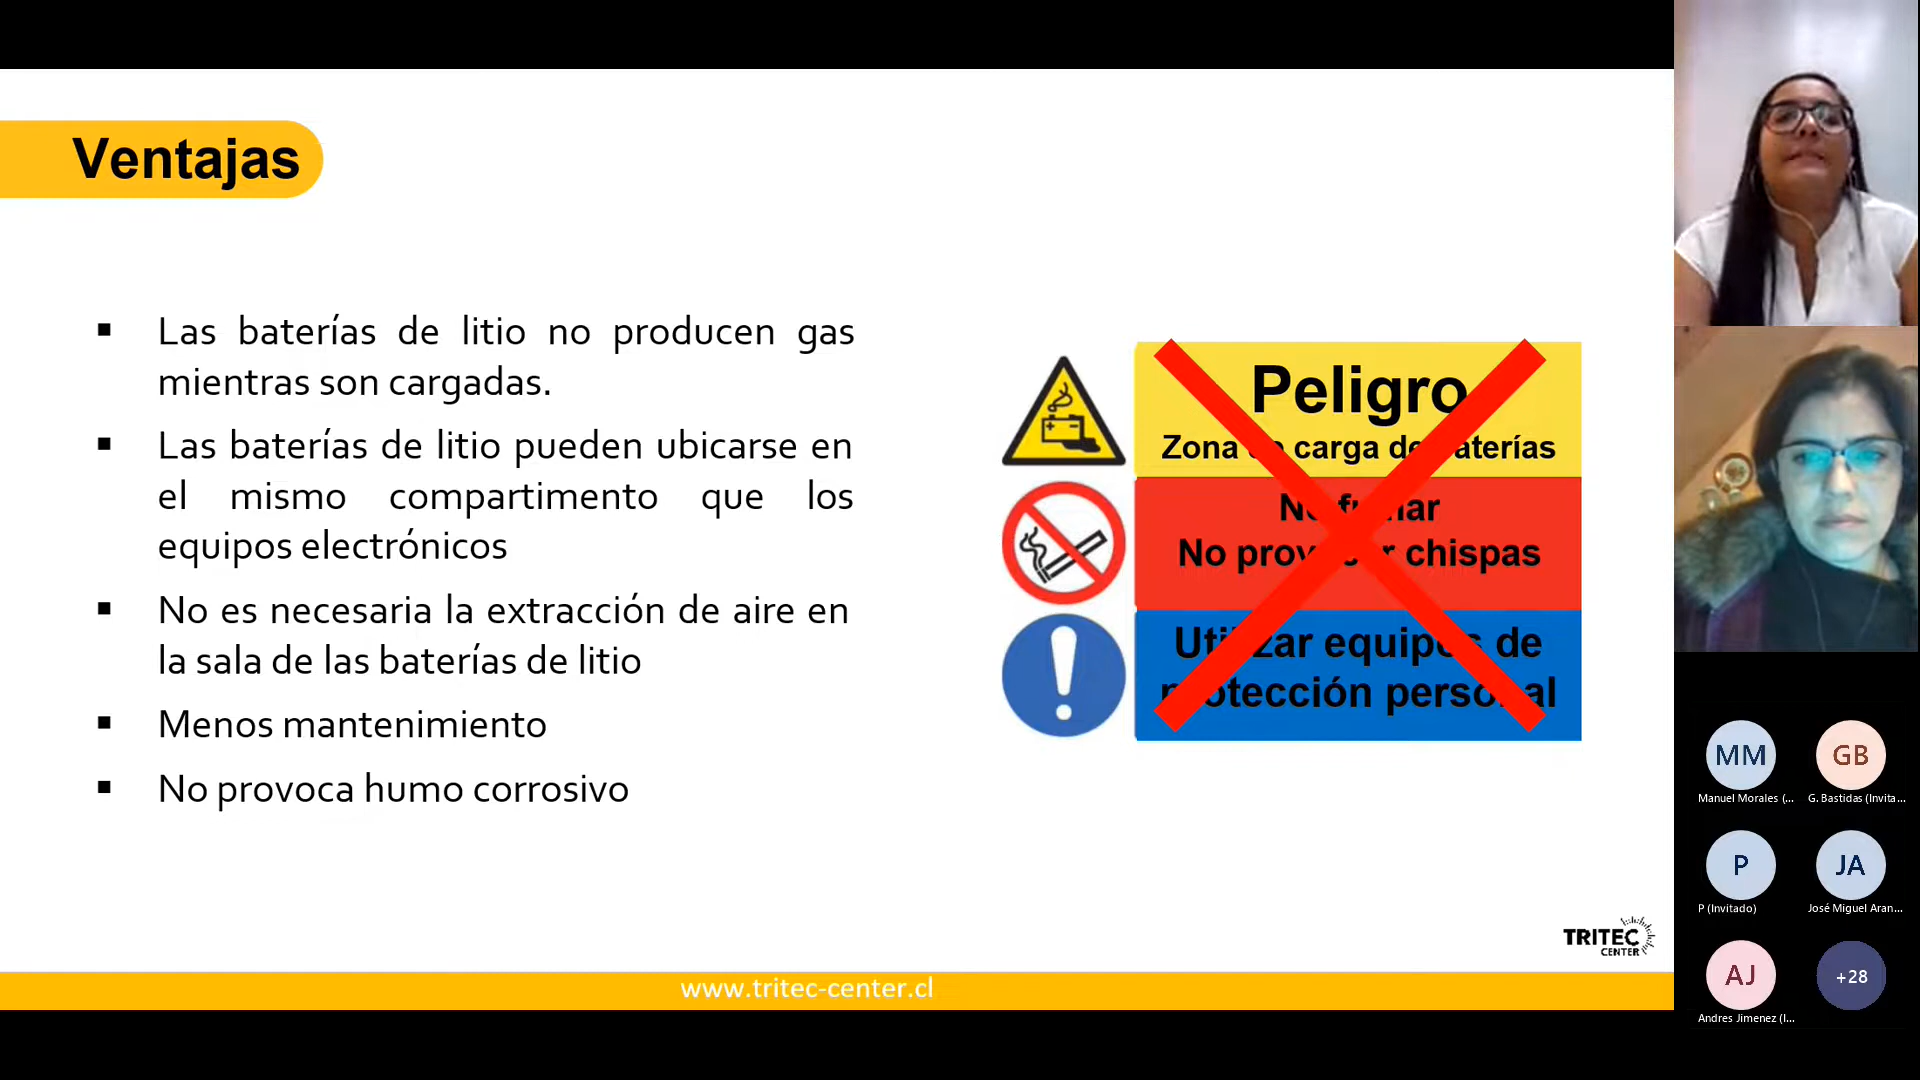 Ventajas
Las baterías de litio no producen gas
mientras son cargadas.
Las baterías de litio pueden ubicarse en
el mismo compartimento que los
equipos electrónicos
No es necesaria la extracción de aire en
la sala de las baterías de litio
Menos mantenimiento
No provoca humo corrosivo
Peligro
Zona de carga de baterías
No fumar
No provocar chispas
Utilizar equipos de
protección personal
TRITEC
CENTER
www.tritec-center.cl
MM
Manuel Morales (...
GB
G. Bastidas (Invita...
P
P (Invitado)
JA
José Miguel Aran...
AJ
Andres Jimenez (I...
+28